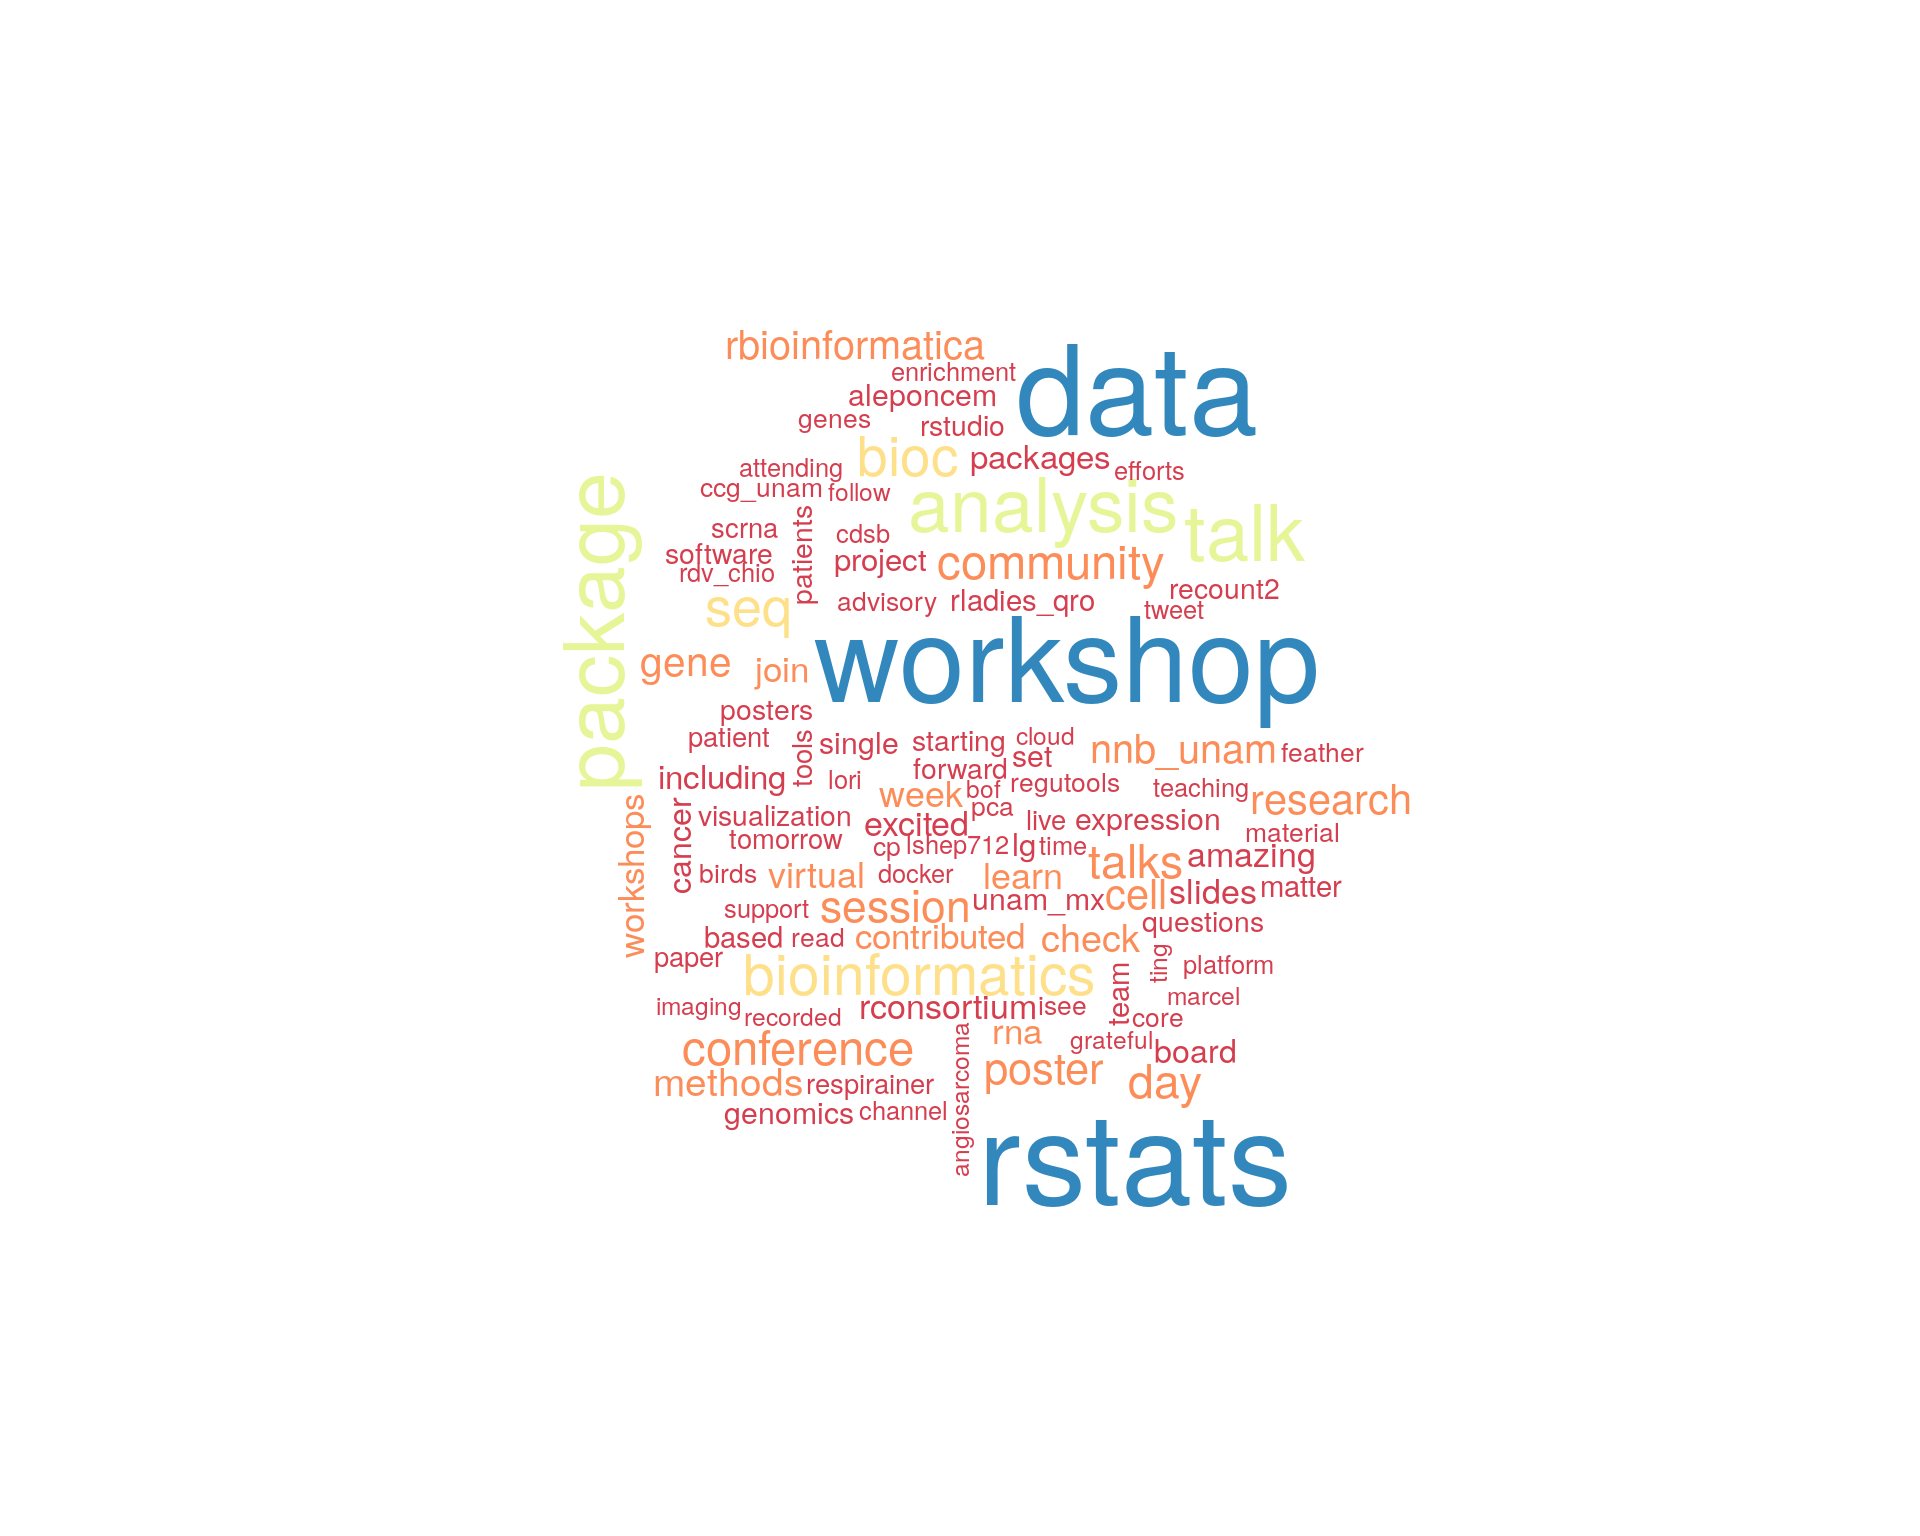 rbioinformatica
data
enrichment
aleponcem
genes
rstudio
bioc
packages
attending
efforts
ccg_unam
follow
package
analysis
talk
scrna
patients
cdsb
software
project
community
rdv_chio
recount2
seq
advisory
rladies_qro
tweet
workshop
gene
join
posters
patient
tools
single
starting
cloud
nnb_unam
feather
set
including
lori
forward
regutools
teaching
week
bof
research
workshops
cancer
visualization
pca
excited
live
expression
material
tomorrow
cp
lshep712
lg
time
talks
amazing
birds
virtual
docker
learn
cell
slides
matter
support
session
unam_mx
questions
based
read
contributed
check
paper
ting
platform
bioinformatics
team
imaging
recorded
rconsortium
isee
marcel
core
angiosarcoma
rna
grateful
board
conference
poster
day
methods
respirainer
genomics
channel
rstats